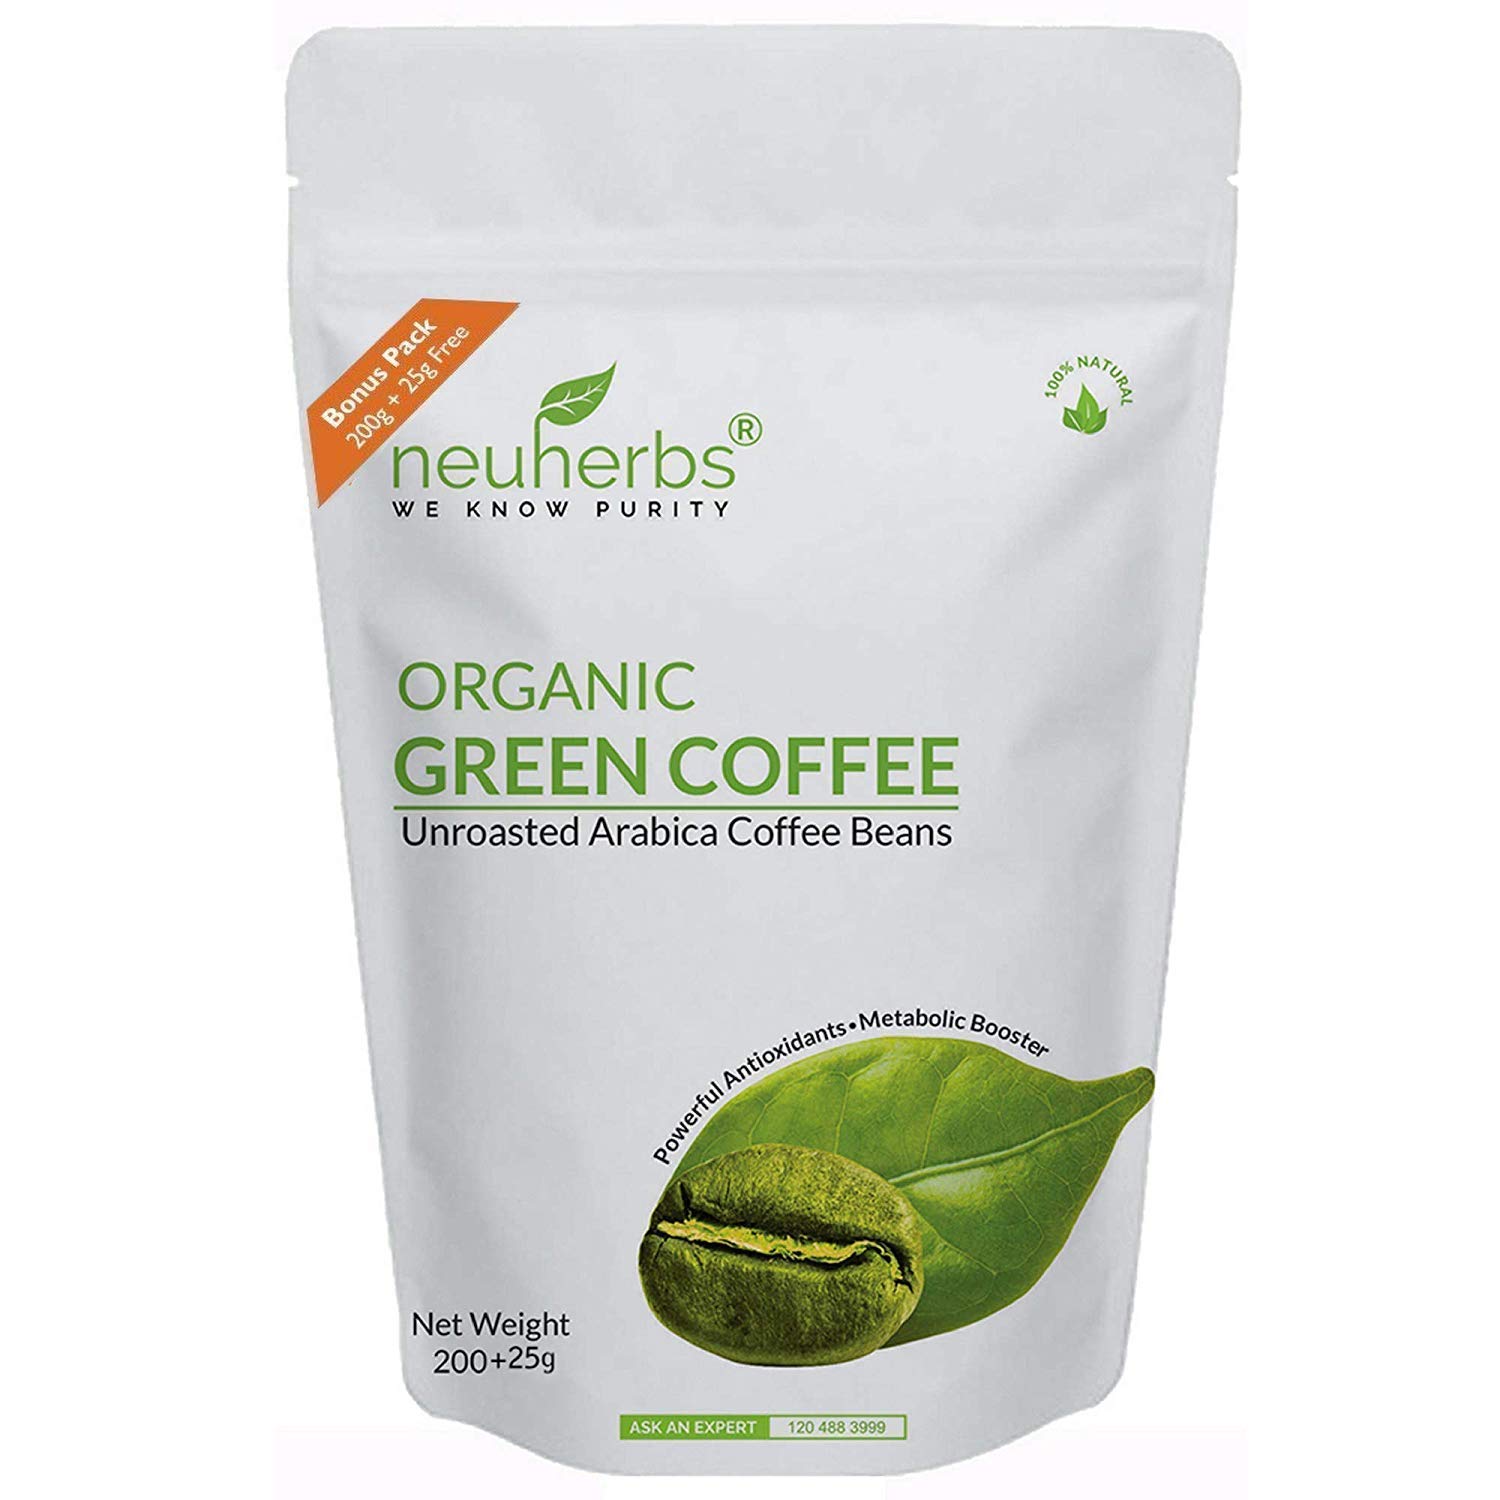 Bonus Pack
200g + 25g Free
100% NATURAL
neuherbs®
WE KNOW PURITY
ORGANIC
GREEN COFFEE
Unroasted Arabica Coffee Beans
Powerful Antioxidants•Metabolic Booster
Net Weight
200+25g
ASK AN EXPERT 120 488 3999